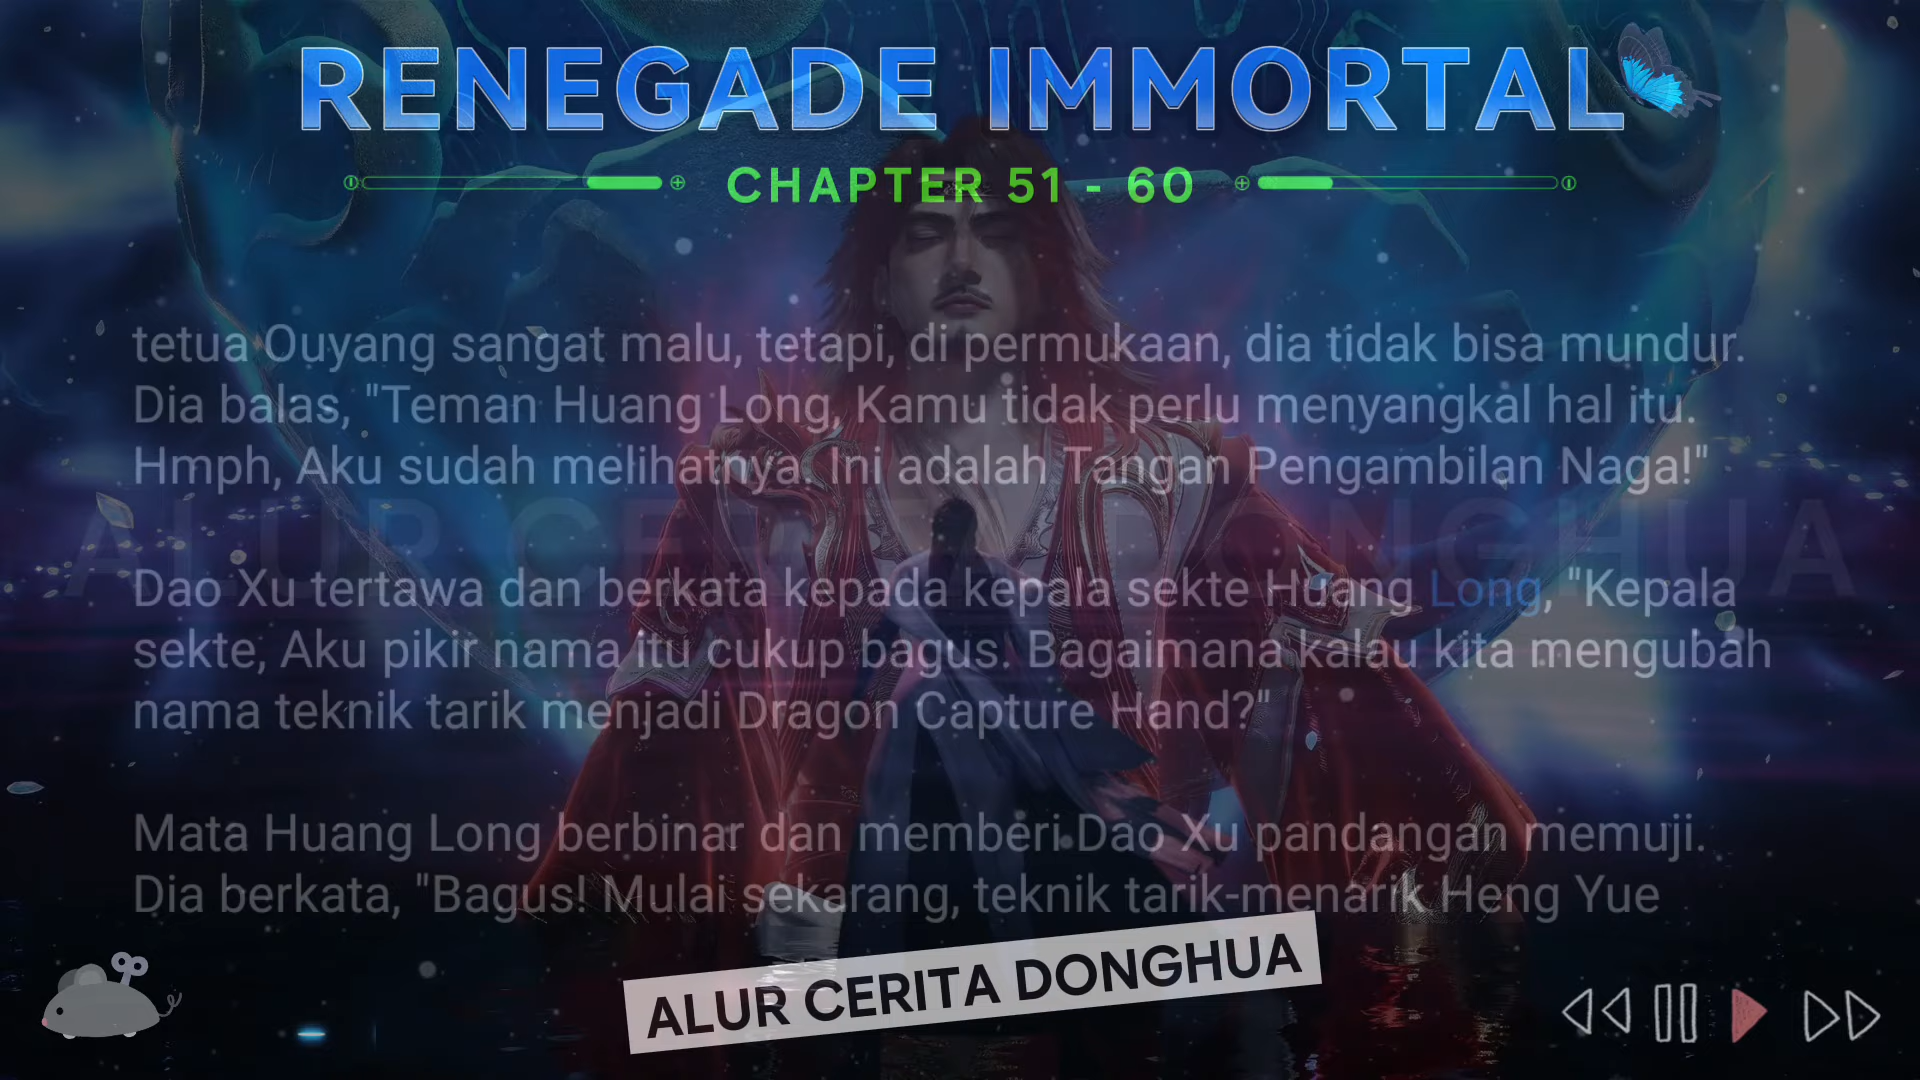 RENEGADE IMMORTAL
CHAPTER 51 - 60
tetua Ouyang sangat malu, tetapi, di permukaan, dia tidak bisa mundur.
Dia balas, "Teman Huang Long, Kamu tidak perlu menyangkal hal itu.
Hmph, Aku sudah melihatnya. Ini adalah Tangan Pengambilan Naga!"
ALUR CERITA DONGHUA
Dao Xu tertawa dan berkata kepada kepala sekte Huang Long, "Kepala
sekte, Aku pikir nama itu cukup bagus. Bagaimana kalau kita mengubah
nama teknik tarik menjadi Dragon Capture Hand?"
Mata Huang Long berbinar dan memberi Dao Xu pandangan memuji.
Dia berkata, "Bagus! Mulai sekarang, teknik tarik-menarik Heng Yue
ALUR CERITA DONGHUA